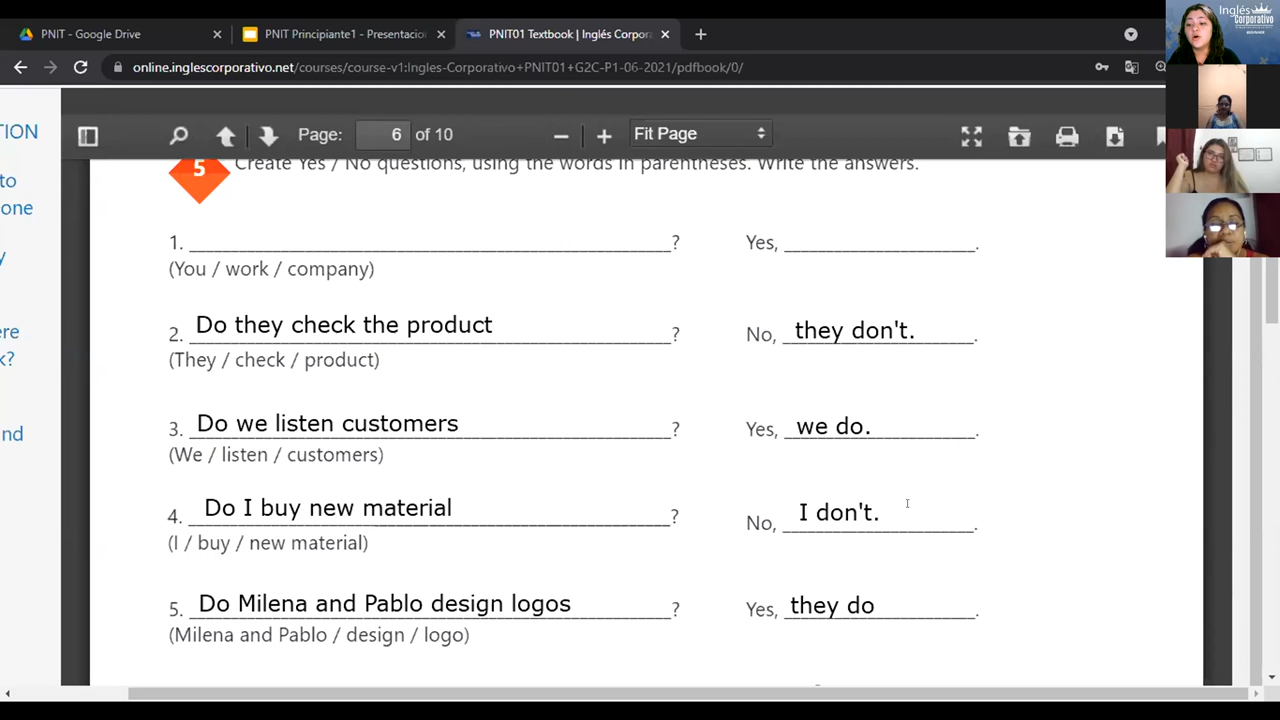 PNIT - Google Drive
PNIT Principiante1 - Presentacio
PNIT01 Textbook | Inglés Corpor
online.inglescorporativo.net/courses/course-v1:Ingles-Corporativo+PNIT01+G2C-P1-06-2021/pdfbook/0/
Inglés
Corporativo
Page: 6 of 10
Fit Page
TION
to
one
y
ere
k?
nd
5 Create Yes / No questions, using the words in parentheses. Write the answers.
1. ? Yes, .
(You / work / company)
2. Do they check the product ? No, they don't. .
(They / check / product)
3. Do we listen customers ? Yes, we do. .
(We / listen / customers)
4. Do I buy new material ? No, I don't. .
(I / buy / new material)
5. Do Milena and Pablo design logos ? Yes, they do .
(Milena and Pablo / design / logo)